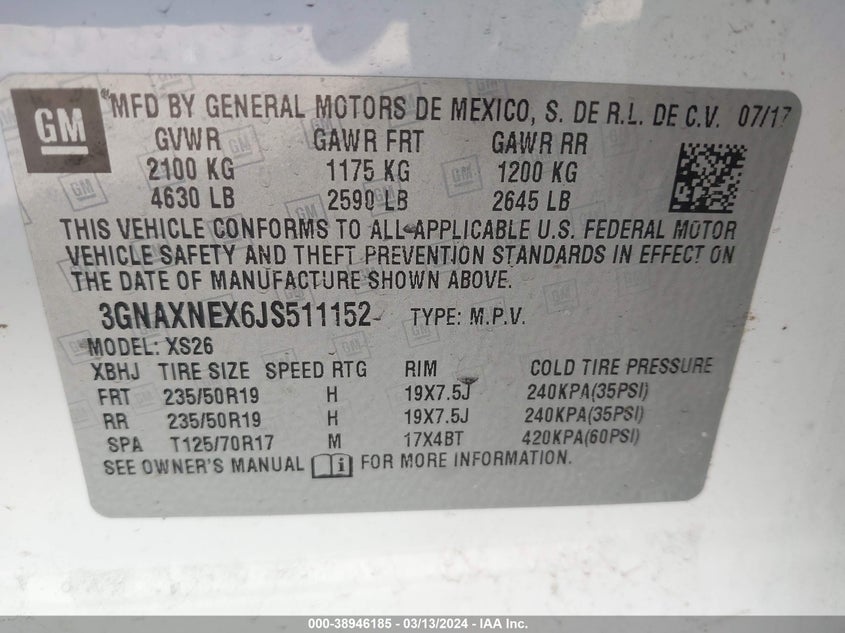 GM
MFD BY GENERAL MOTORS DE MEXICO, S. DE R.L. DE C.V. 07/17
GVWR GAWR FRT GAWR RR
2100 KG 1175 KG 1200 KG
4630 LB 2590 LB 2645 LB
THIS VEHICLE CONFORMS TO ALL APPLICABLE U.S. FEDERAL MOTOR
VEHICLE SAFETY AND THEFT PREVENTION STANDARDS IN EFFECT ON
THE DATE OF MANUFACTURE SHOWN ABOVE.
3GNAXNEX6JS511152 TYPE: M.P.V.
MODEL: XS26
XBHJ TIRE SIZE SPEED RTG RIM COLD TIRE PRESSURE
FRT 235/50R19 H 19X7.5J 240KPA(35PSI)
RR 235/50R19 H 19X7.5J 240KPA(35PSI)
SPA T125/70R17 M 17X4BT 420KPA(60PSI)
SEE OWNER'S MANUAL FOR MORE INFORMATION.
000-38946185 - 03/13/2024 - IAA Inc.